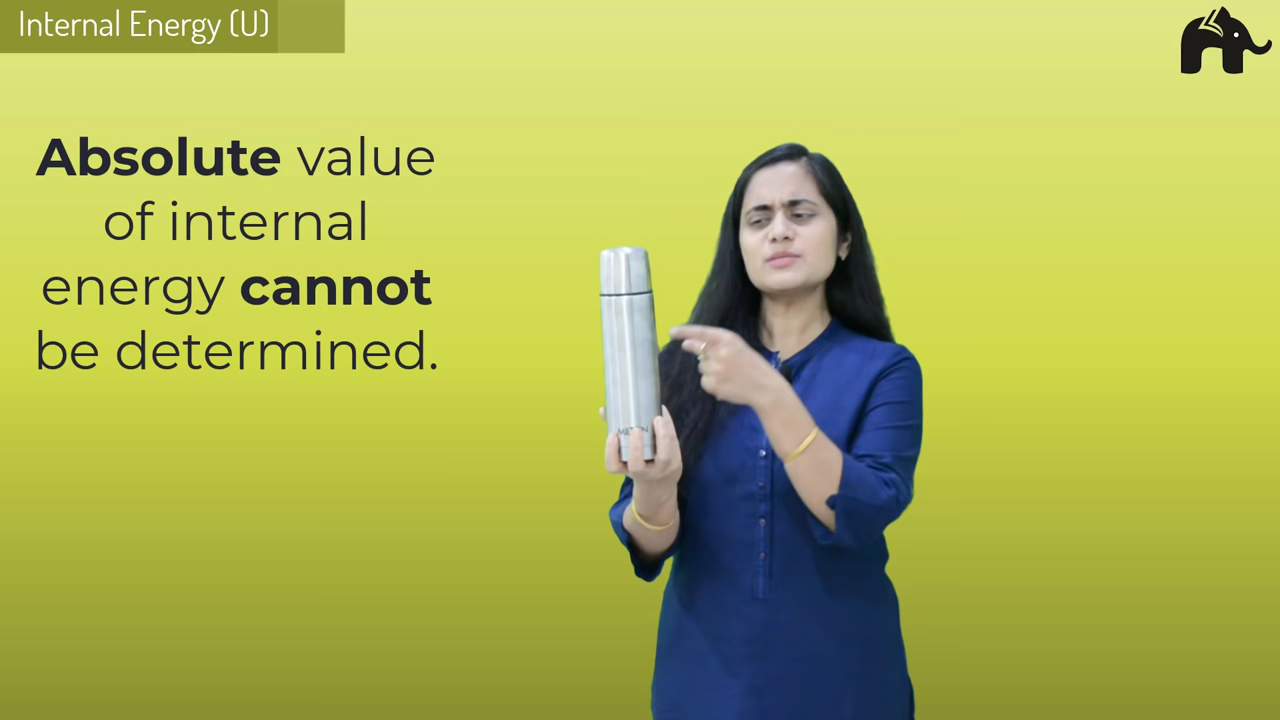 Internal Energy (U)
Absolute value
of internal
energy cannot
be determined.